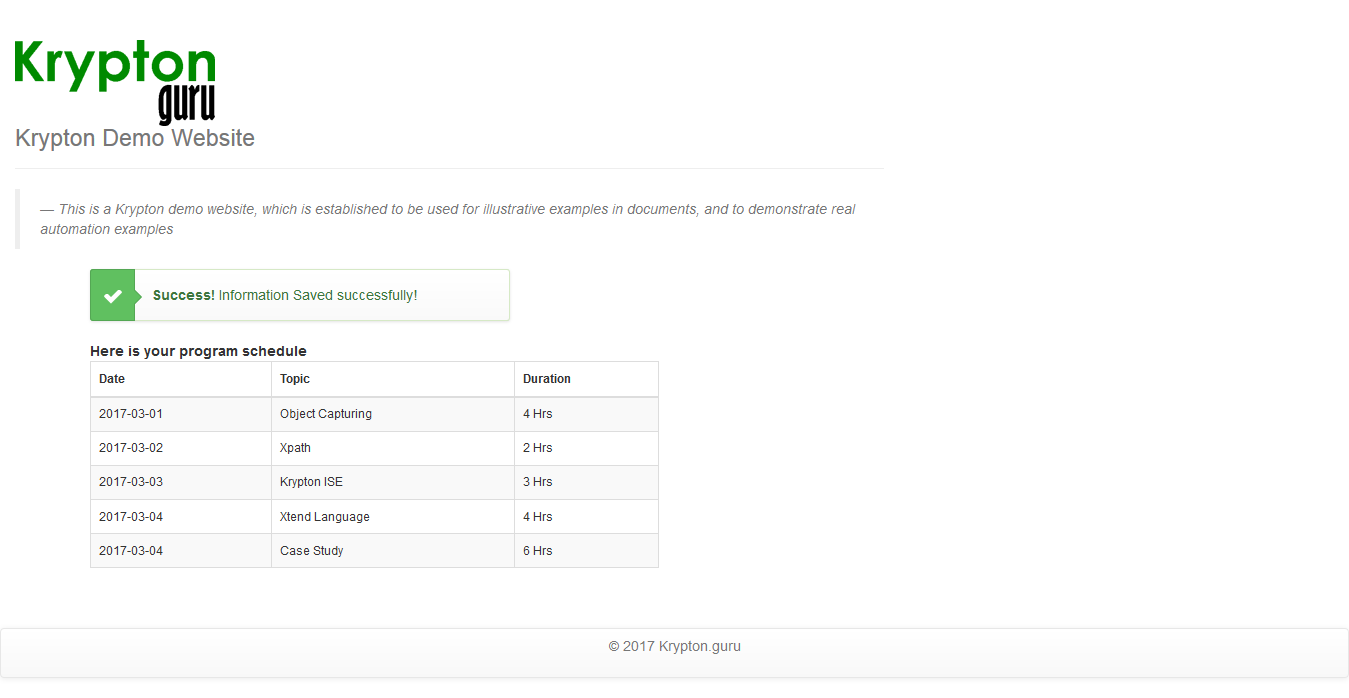 Krypton
guru
Krypton Demo Website
— This is a Krypton demo website, which is established to be used for illustrative examples in documents, and to demonstrate real
automation examples
Success! Information Saved successfully!
Here is your program schedule
Date Topic Duration
2017-03-01 Object Capturing 4 Hrs
2017-03-02 Xpath 2 Hrs
2017-03-03 Krypton ISE 3 Hrs
2017-03-04 Xtend Language 4 Hrs
2017-03-04 Case Study 6 Hrs
© 2017 Krypton.guru